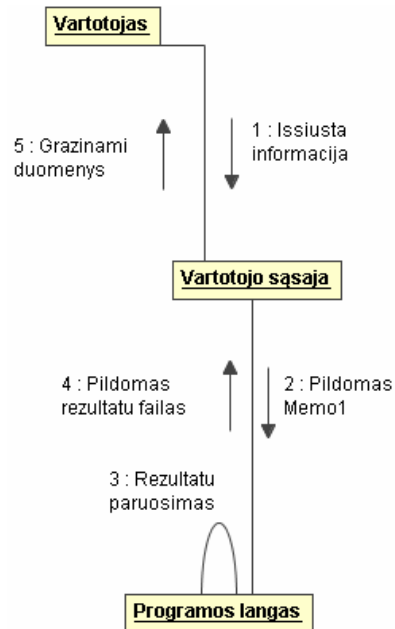 Vartotojas
1 : Issiusta
informacija
5 : Grazinami
duomenys
Vartotojo sąsaja
4 : Pildomas
rezultatu failas
2 : Pildomas
Memo1
3 : Rezultatu
paruosimas
Programos langas